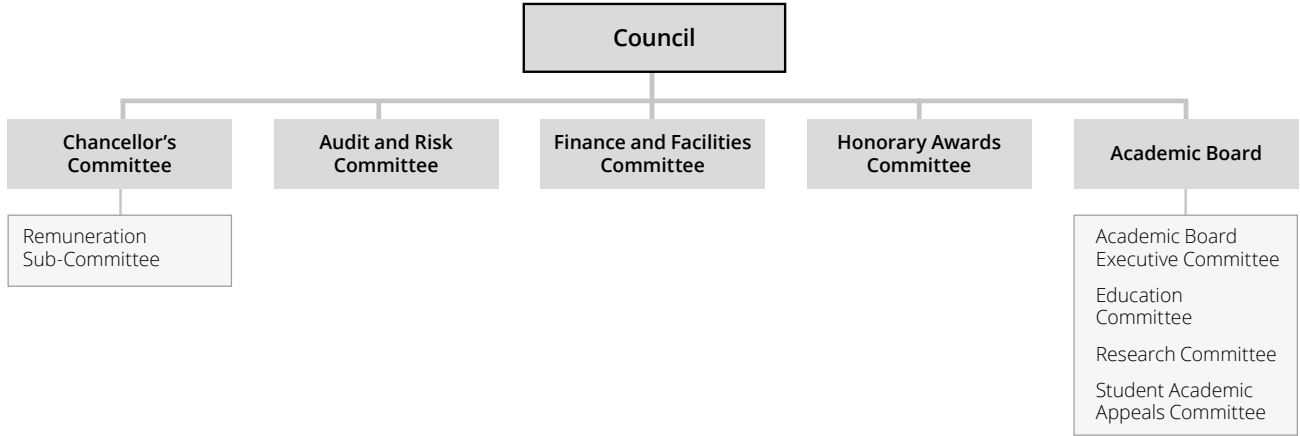 Council
Chancellor's
Committee
Audit and Risk
Committee
Finance and Facilities
Committee
Honorary Awards
Committee
Academic Board
Remuneration
Sub-Committee
Academic Board
Executive Committee
Education
Committee
Research Committee
Student Academic
Appeals Committee